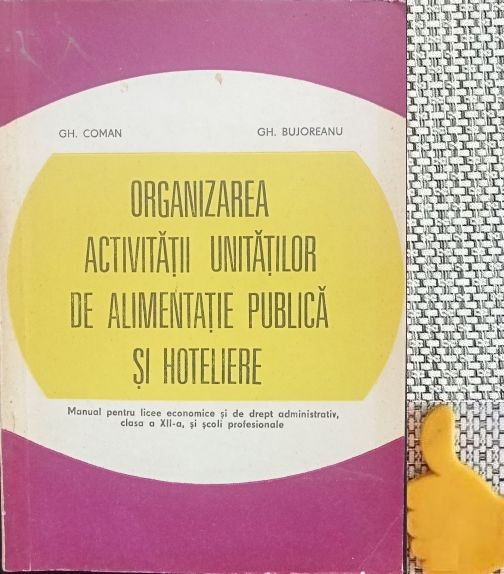 GH. COMAN GH. BUJOREANU
ORGANIZAREA
ACTIVITĂȚII UNITĂȚILOR
DE ALIMENTAȚIE PUBLICĂ
ȘI HOTELIERE
Manual pentru licee economice și de drept administrativ,
clasa a XII-a, și școli profesionale